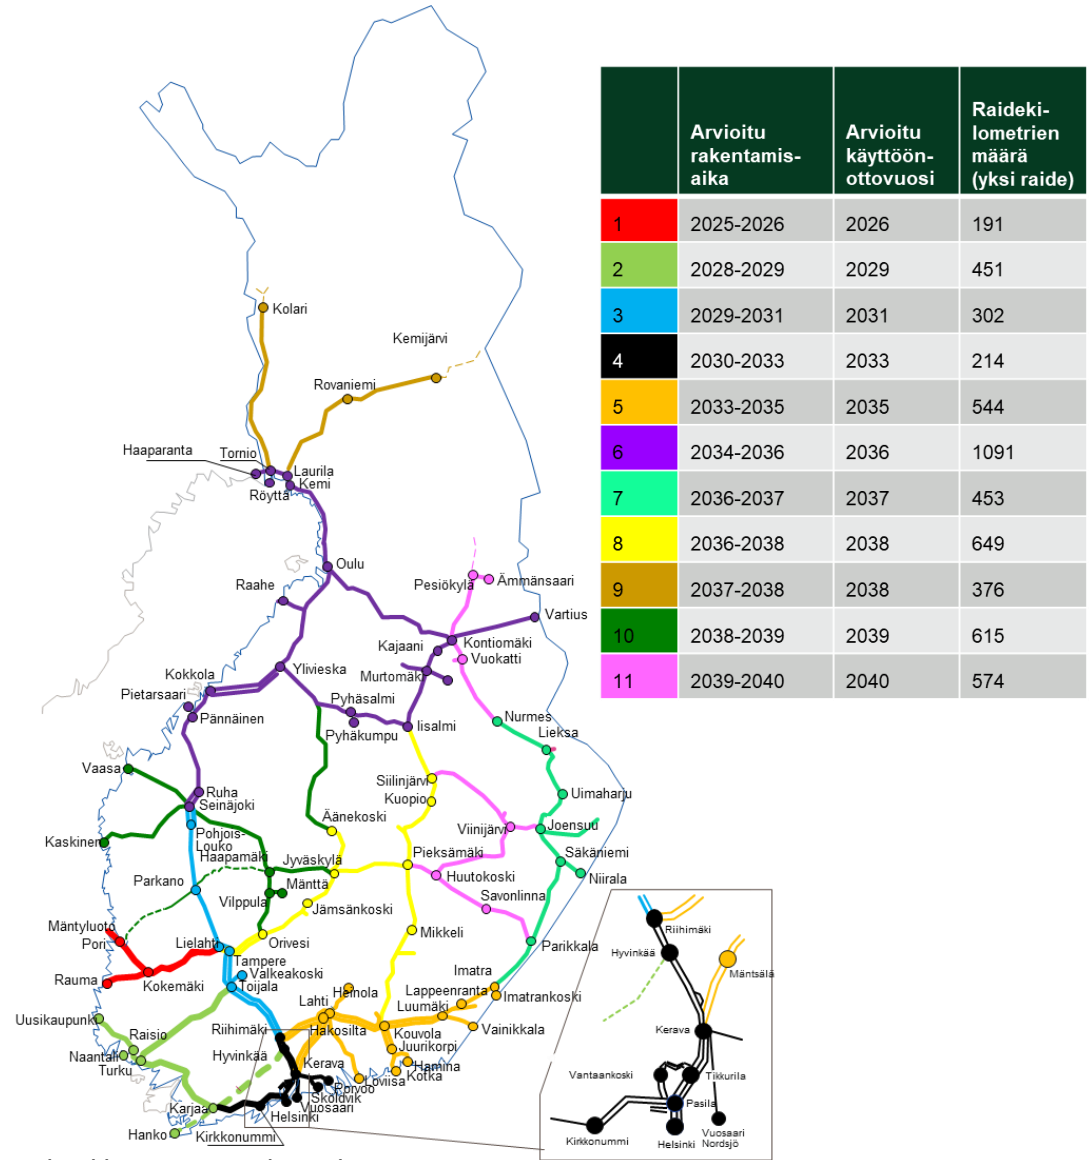 Arvioitu
rakentamis-
aika
Arvioitu
käyttöön-
ottovuosi
Raideki-
lometrien
määrä
(yksi raide)
1 2025-2026 2026 191
2 2028-2029 2029 451
3 2029-2031 2031 302
4 2030-2033 2033 214
5 2033-2035 2035 544
6 2034-2036 2036 1091
7 2036-2037 2037 453
8 2036-2038 2038 649
9 2037-2038 2038 376
10 2038-2039 2039 615
11 2039-2040 2040 574
Kolari
Kemijärvi
Rovaniemi
Haaparanta
Tornio
Laurila
Kemi
Röyttä
Oulu
Raahe
Pesiökylä
Ämmänsaari
Vartius
Kajaani
Kontiomäki
Vuokatti
Murtomäki
Ylivieska
Kokkola
Pietarsaari
Pännäinen
Pyhäsalmi
Pyhäkumpu
Iisalmi
Nurmes
Lieksa
Vaasa
Ruha
Seinäjoki
Siilinjärvi
Kuopio
Uimaharju
Kaskinen
Pohjois-
Louko
Äänekoski
Viinijärvi
Joensuu
Haapamäki
Jyväskylä
Pieksämäki
Säkäniemi
Niirala
Parkano
Mänttä
Vilppula
Huutokoski
Savonlinna
Jämsänkoski
Mäntyluoto
Pori
Lielahti
Orivesi
Mikkeli
Parikkala
Tampere
Valkeakoski
Toijala
Rauma
Kokemäki
Imatra
Imatrankoski
Lappeenranta
Luumäki
Heinola
Lahti
Hakosilta
Kouvola
Vainikkala
Uusikaupunki
Raisio
Riihimäki
Juurikorpi
Naantali
Turku
Hyvinkää
Kerava
Hamina
Kotka
Loviisa
Porvoo
Sköldvik
Vuosaari
Karjaa
Helsinki
Hanko
Kirkkonummi
Riihimäki
Hyvinkää
Mäntsälä
Kerava
Vantaankoski
Tikkurila
Pasila
Kirkkonummi
Helsinki
Vuosaari
Nordsjö